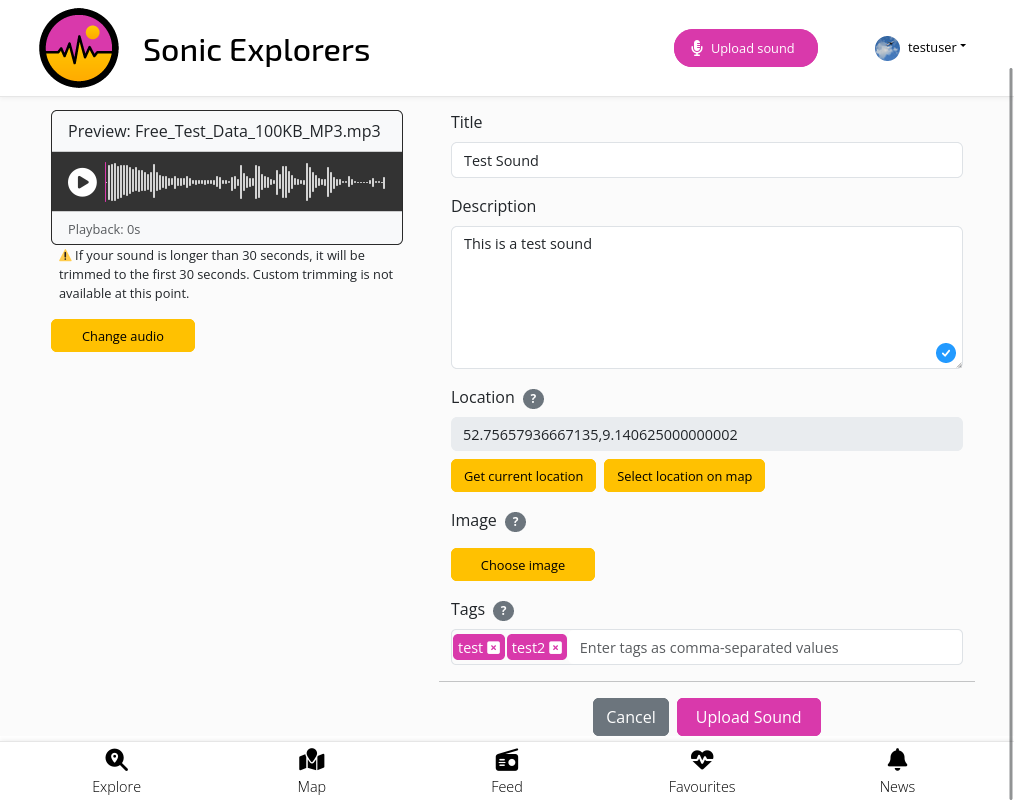 Sonic Explorers
Upload sound
testuser
Preview: Free_Test_Data_100KB_MP3.mp3
Playback: 0s
⚠ If your sound is longer than 30 seconds, it will be
trimmed to the first 30 seconds. Custom trimming is not
available at this point.
Change audio
Title
Test Sound
Description
This is a test sound
Location ?
52.75657936667135,9.140625000000002
Get current location
Select location on map
Image ?
Choose image
Tags ?
test test2 Enter tags as comma-separated values
Cancel
Upload Sound
Explore
Map
Feed
Favourites
News